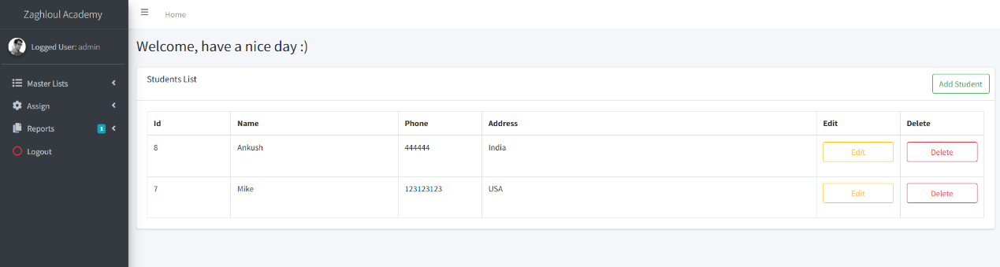 Zaghloul Academy
Home
Logged User: admin
Master Lists
Assign
Reports 1
Logout
Welcome, have a nice day :)
Students List
Add Student
Id Name Phone Address Edit Delete
8 Ankush 444444 India Edit Delete
7 Mike 123123123 USA Edit Delete